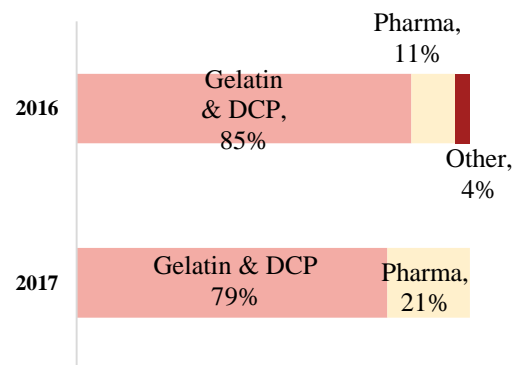 Pharma,
11%
2016
Gelatin
& DCP,
85%
Other,
4%
2017
Gelatin & DCP
79%
Pharma,
21%